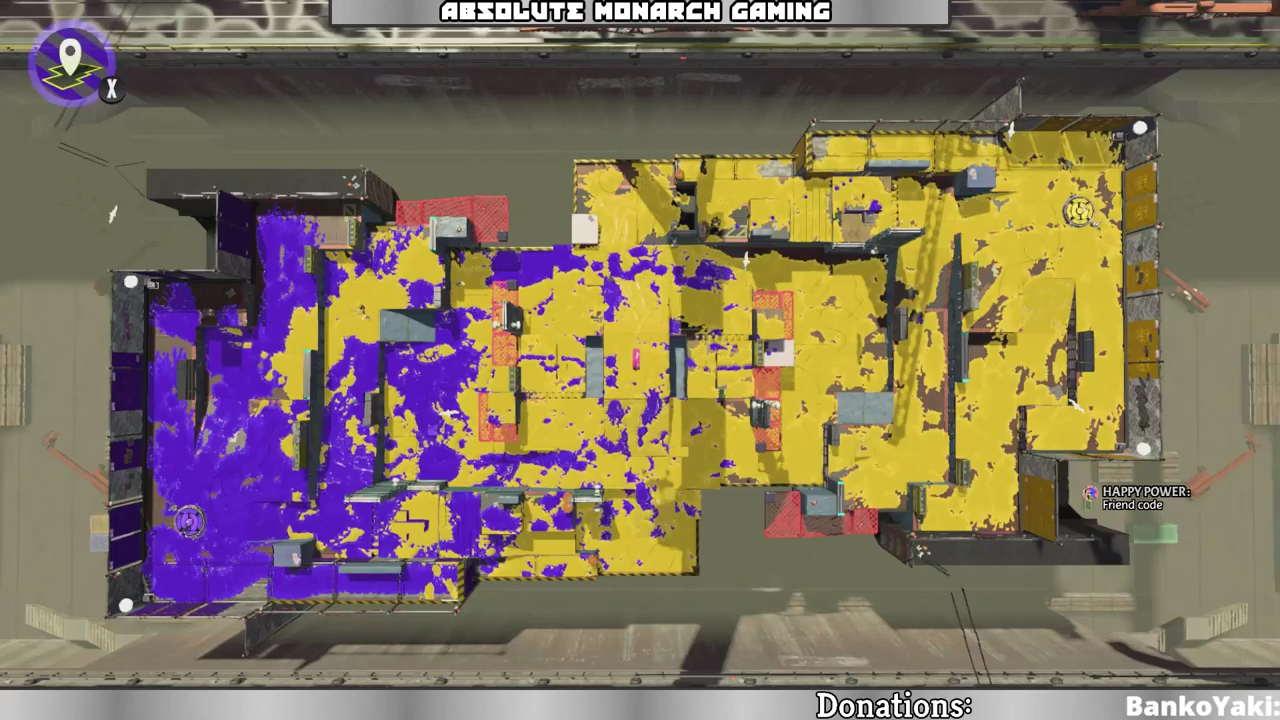 ABSOLUTE MONARCH GAMING
X
HAPPY POWER:
Friend code
Donations:
BankoYaki: